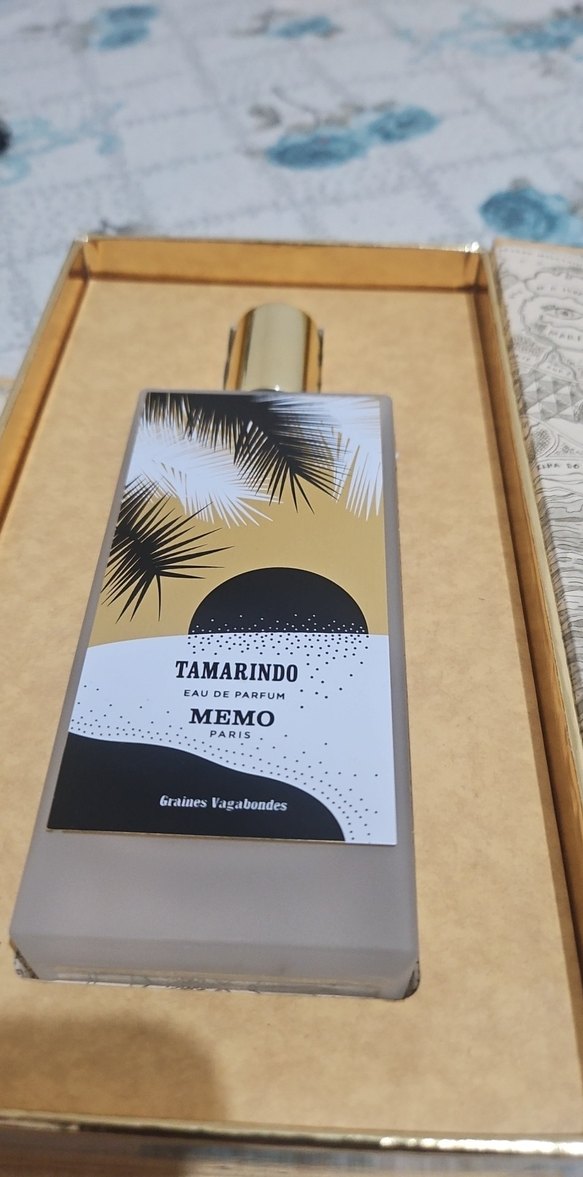 TAMARINDO
EAU DE PARFUM
MEMO
PARIS
Graines Vagabondes